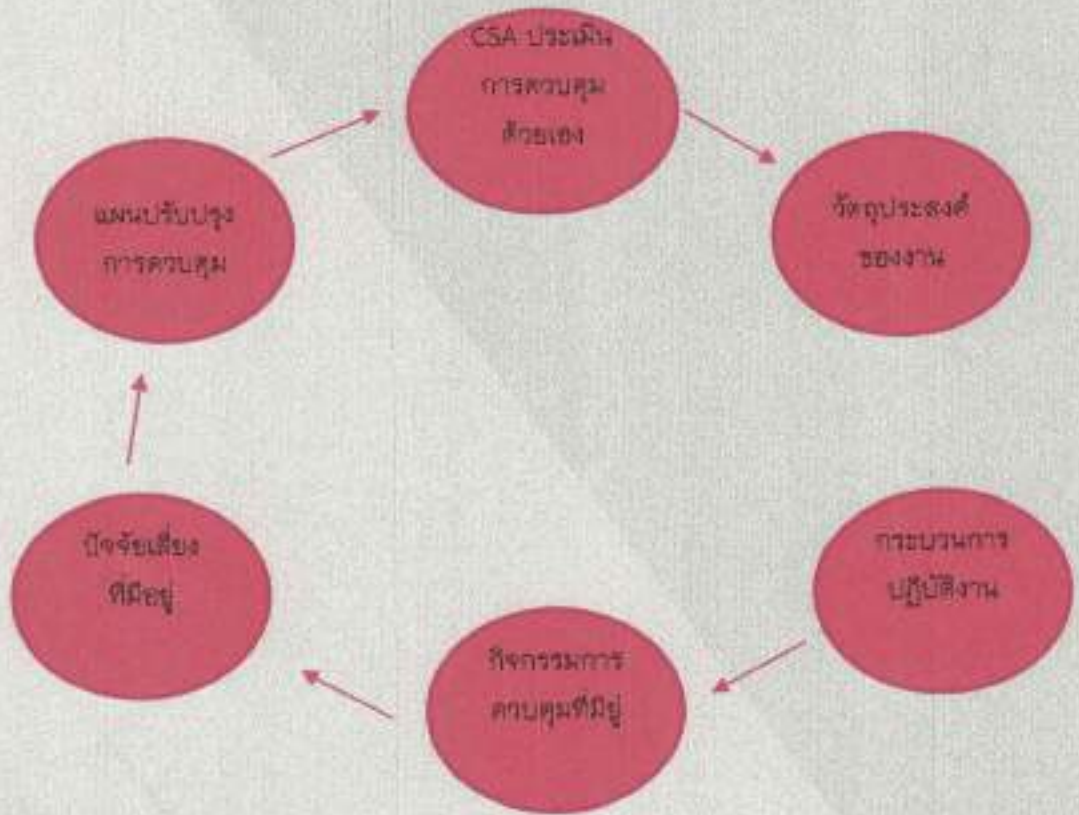 CSA ประเมิน
การควบคุม
ด้วยเอง
วัตถุประสงค์
ของงาน
กระบวนการ
ปฏิบัติงาน
กิจกรรมการ
ควบคุมที่มียู่
ปัจจัยเสี่ยง
ที่มีอยู่
แผนปรับปรุง
การควบคุม